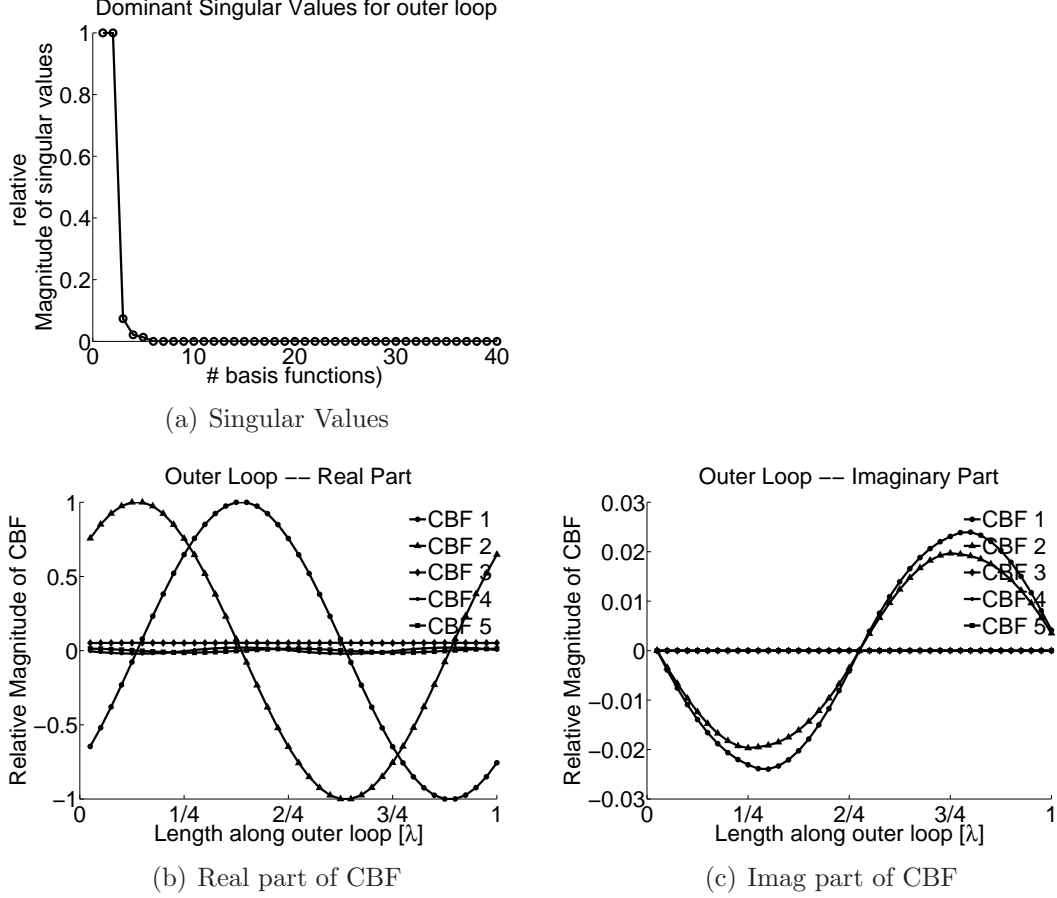 Dominant Singular Values for outer loop
relative
Magnitude of singular values
1
0.8
0.6
0.4
0.2
0
0 10 20 30 40
# basis functions)
(a) Singular Values
Outer Loop −− Real Part
Relative Magnitude of CBF
1
0.5
0
−0.5
−1
CBF 1
CBF 2
CBF 3
CBF 4
CBF 5
0 1/4 2/4 3/4 1
Length along outer loop [λ]
(b) Real part of CBF
Outer Loop −− Imaginary Part
Relative Magnitude of CBF
0.03
0.02
0.01
0
−0.01
−0.02
−0.03
CBF 1
CBF 2
CBF 3
CBF 4
CBF 5
0 1/4 2/4 3/4 1
Length along outer loop [λ]
(c) Imag part of CBF